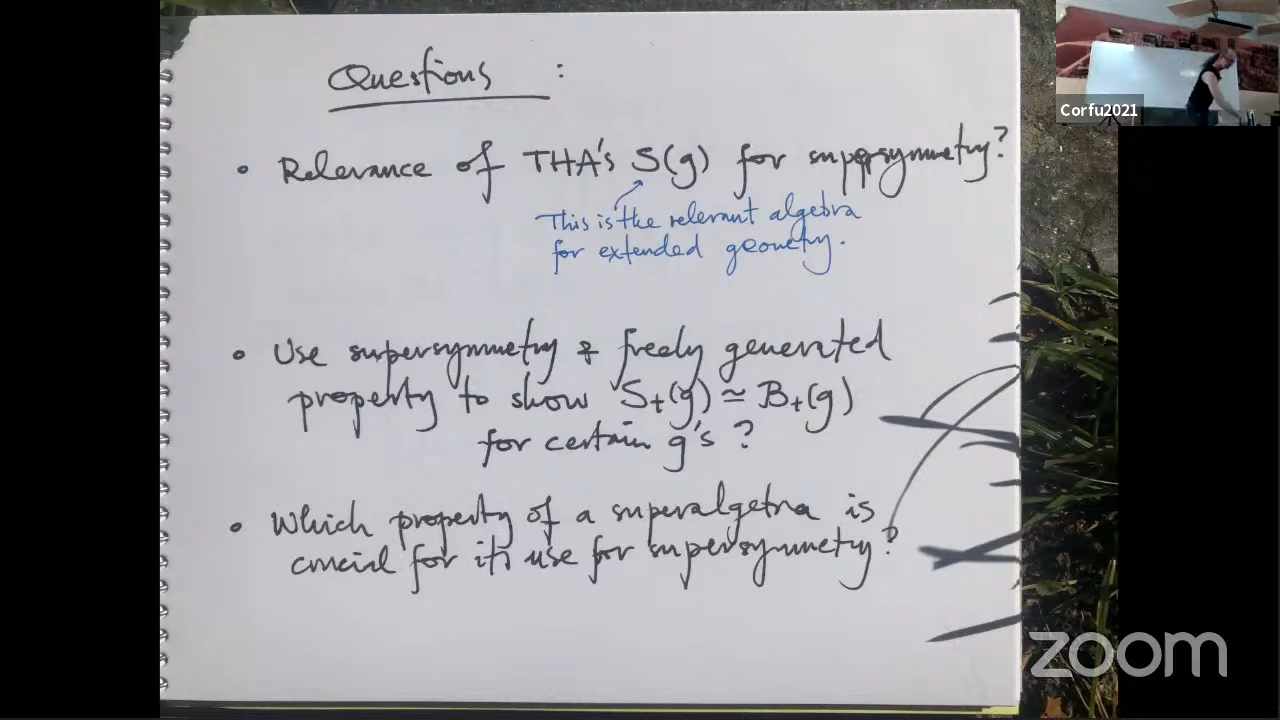 Questions :
• Relevance of THA's S(g) for suppersymmetry?
This is the relevant algebra
for extended geometry.
• Use supersymmetry & freely generated
property to show S+(g) ≃ B+(g)
for certain g's ?
• Which property of a superalgebra is
crucial for its use for supersymmetry?
Corfu2021
zoom